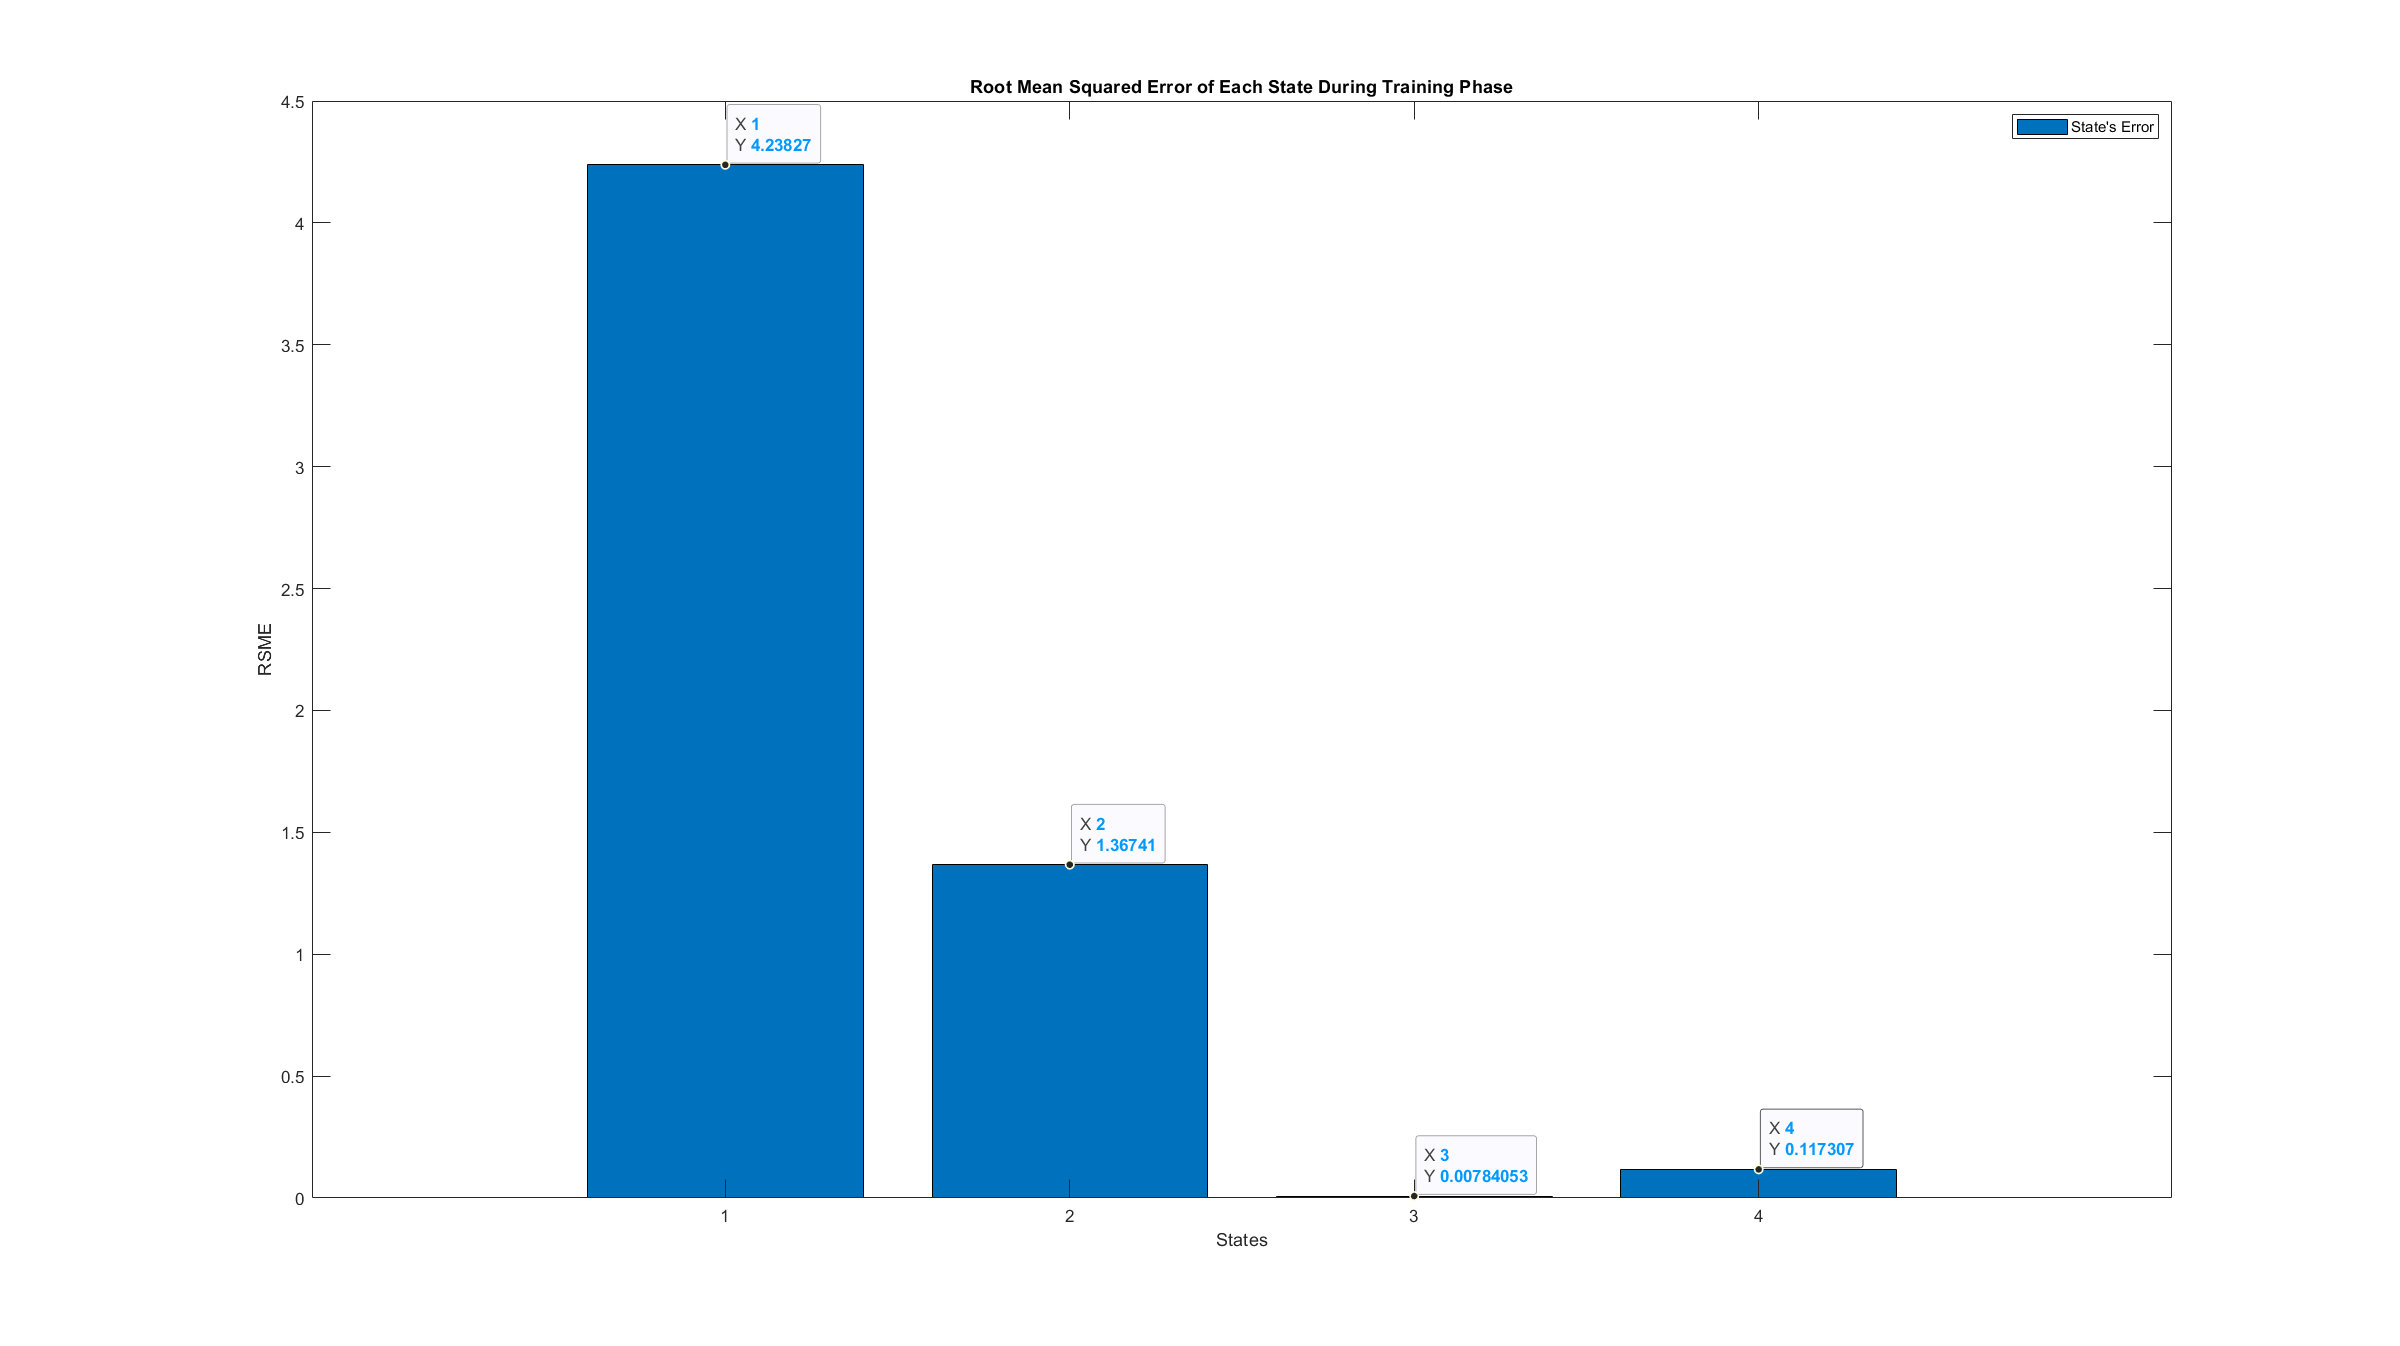 Root Mean Squared Error of Each State During Training Phase
4.5
X 1
Y 4.23827
State's Error
4
3.5
3
2.5
RSME
2
1.5
X 2
Y 1.36741
1
0.5
X 4
Y 0.117307
X 3
Y 0.00784053
0
1 2 3 4
States